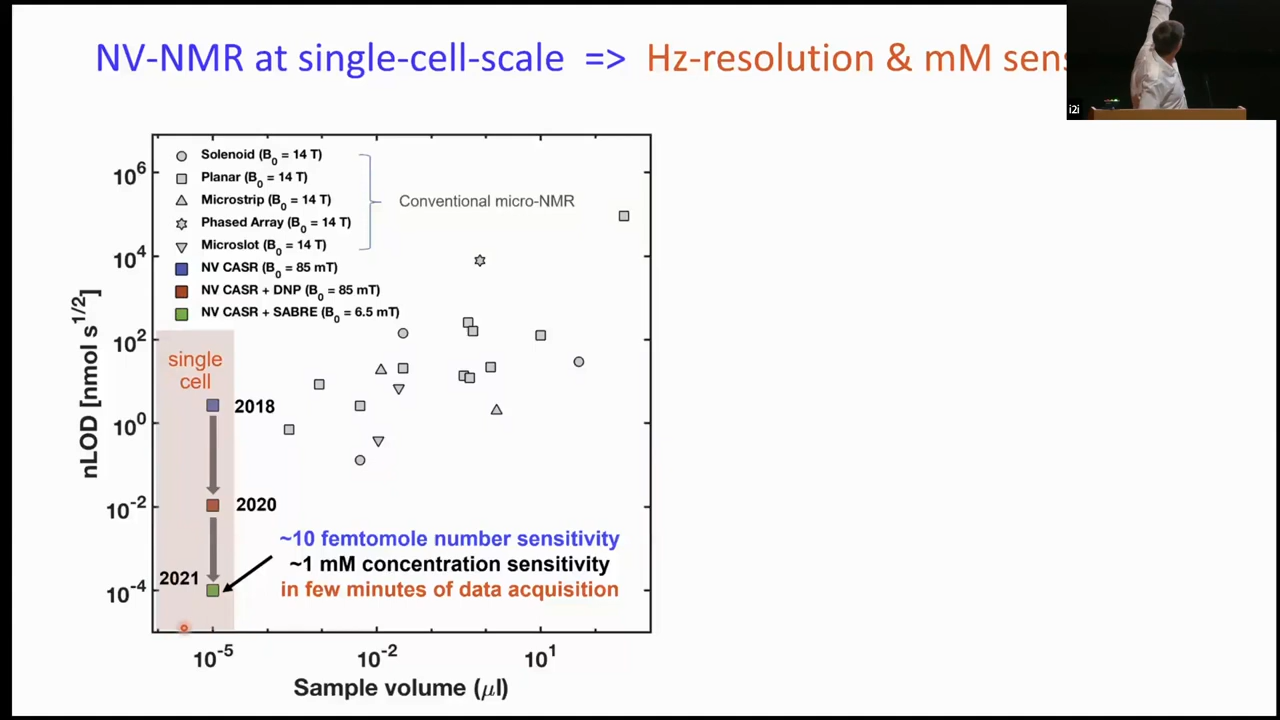 NV-NMR at single-cell-scale => Hz-resolution & mM
i2i
Solenoid (B0 = 14 T)
Planar (B0 = 14 T)
Microstrip (B0 = 14 T)
Phased Array (B0 = 14 T)
Microslot (B0 = 14 T)
Conventional micro-NMR
NV CASR (B0 = 85 mT)
NV CASR + DNP (B0 = 85 mT)
NV CASR + SABRE (B0 = 6.5 mT)
10^6
10^4
10^2
10^0
10^-2
10^-4
nLOD [nmol s^1/2]
single
cell
2018
2020
2021
~10 femtomole number sensitivity
~1 mM concentration sensitivity
in few minutes of data acquisition
10^-5
10^-2
10^1
Sample volume (μl)